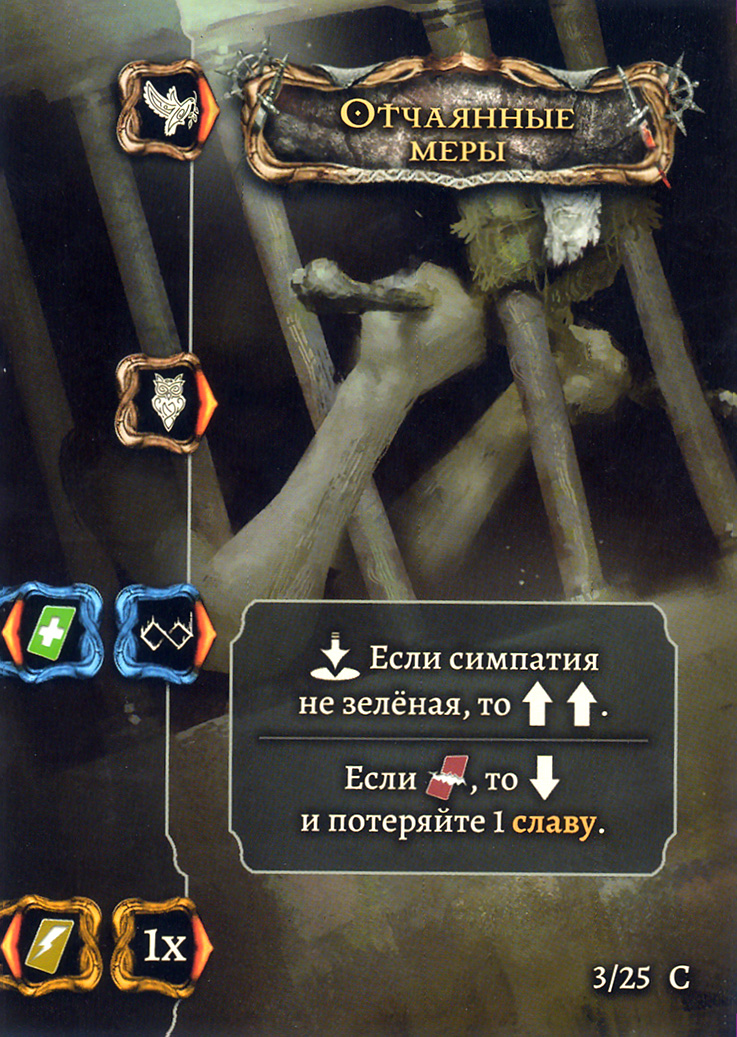 Отчаянные
меры
Если симпатия
не зелёная, то .
Если , то
и потеряйте 1 славу.
1x
3/25 C